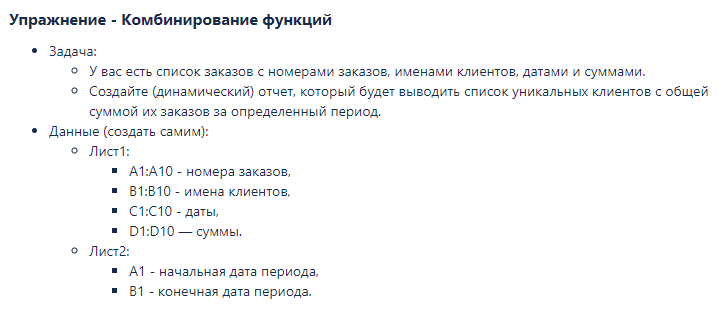 Упражнение - Комбинирование функций
Задача:
У вас есть список заказов с номерами заказов, именами клиентов, датами и суммами.
Создайте (динамический) отчет, который будет выводить список уникальных клиентов с общей
суммой их заказов за определенный период.
Данные (создать самим):
Лист1:
A1:A10 - номера заказов,
B1:B10 - имена клиентов,
C1:C10 - даты,
D1:D10 — суммы.
Лист2:
A1 - начальная дата периода,
B1 - конечная дата периода.